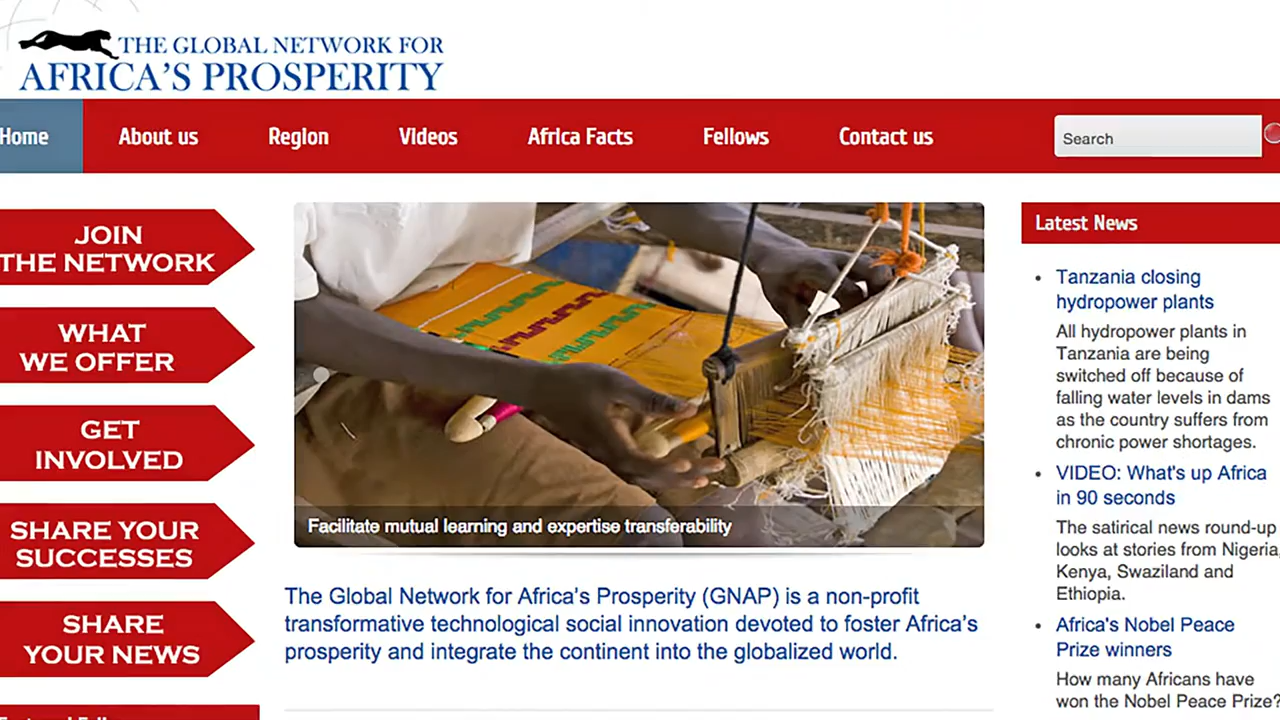 THE GLOBAL NETWORK FOR
AFRICA'S PROSPERITY
Home
About us
Region
Videos
Africa Facts
Fellows
Contact us
Search
JOIN
THE NETWORK
WHAT
WE OFFER
GET
INVOLVED
SHARE YOUR
SUCCESSES
SHARE
YOUR NEWS
Facilitate mutual learning and expertise transferability
The Global Network for Africa's Prosperity (GNAP) is a non-profit
transformative technological social innovation devoted to foster Africa's
prosperity and integrate the continent into the globalized world.
Latest News
Tanzania closing
hydropower plants
All hydropower plants in
Tanzania are being
switched off because of
falling water levels in dams
as the country suffers from
chronic power shortages.
VIDEO: What's up Africa
in 90 seconds
The satirical news round-up
looks at stories from Nigeria,
Kenya, Swaziland and
Ethiopia.
Africa's Nobel Peace
Prize winners
How many Africans have
won the Nobel Peace Prize?